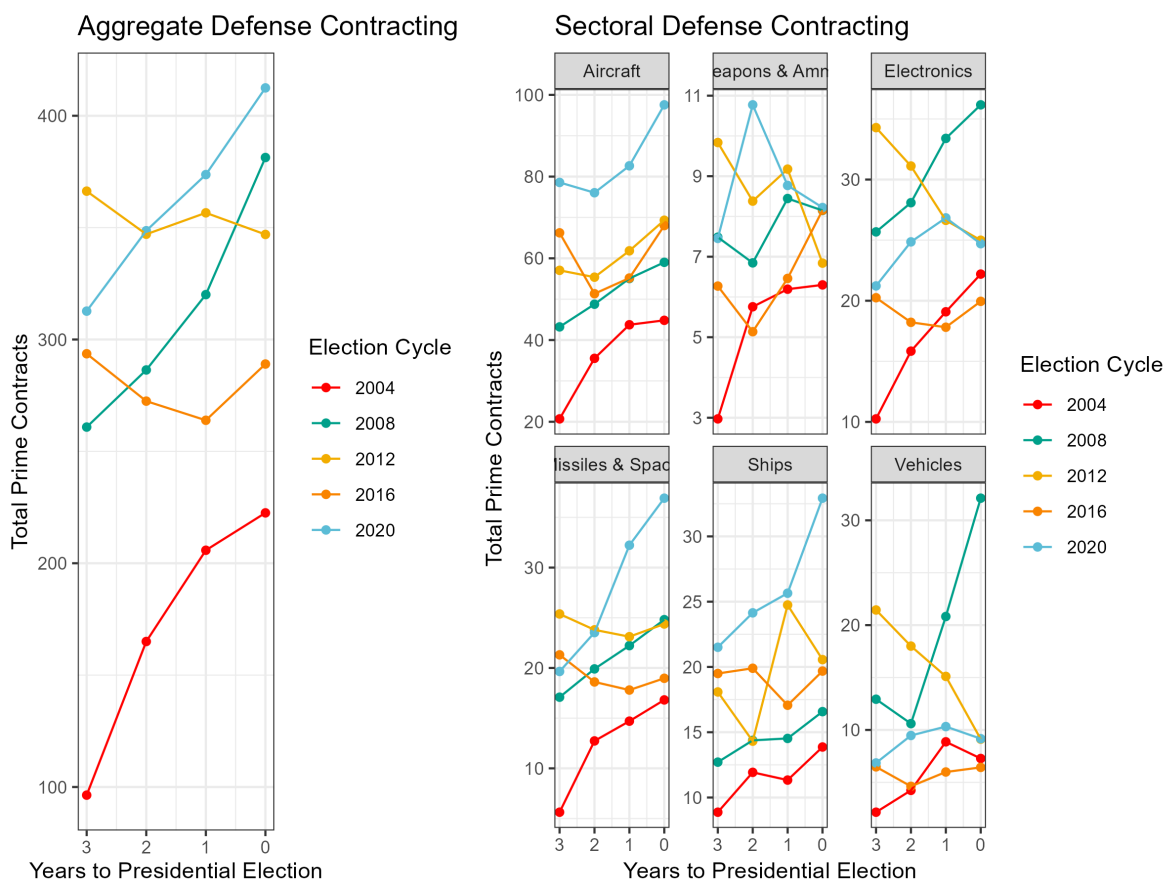 Aggregate Defense Contracting
Total Prime Contracts
400
300
200
100
3 2 1 0
Years to Presidential Election
Election Cycle
2004
2008
2012
2016
2020
Sectoral Defense Contracting
Total Prime Contracts
Aircraft
100
80
60
40
20
eapons & Amn
11
9
7
5
3
Electronics
30
20
10
issiles & Spac
30
20
10
3 2 1 0
Ships
30
25
20
15
10
3 2 1 0
Vehicles
30
20
10
3 2 1 0
Years to Presidential Election
Election Cycle
2004
2008
2012
2016
2020